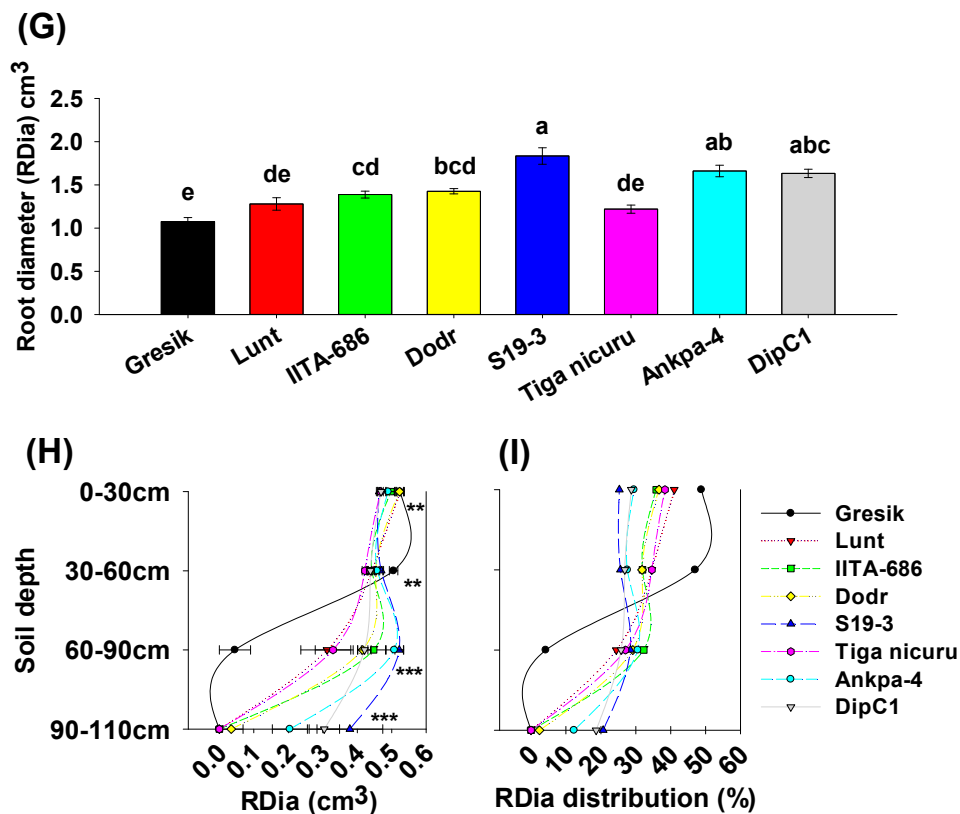 (G)
Root diameter (RDia) cm³
2.5
2.0
1.5
1.0
0.5
0.0
e
de
cd
bcd
a
de
ab
abc
Gresik
Lunt
IITA-686
Dodr
S19-3
Tiga nicuru
Ankpa-4
DipC1
(H)
Soil depth
0-30cm
30-60cm
60-90cm
90-110cm
**
**
***
***
0.0 0.1 0.2 0.3 0.4 0.5 0.6
RDia (cm³)
(I)
0 20 30 40 50 60
RDia distribution (%)
Gresik
Lunt
IITA-686
Dodr
S19-3
Tiga nicuru
Ankpa-4
DipC1